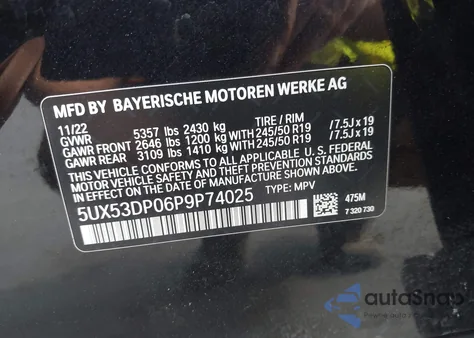 MFD BY BAYERISCHE MOTOREN WERKE AG
11/22 TIRE / RIM
GVWR 5357 lbs 2430 kg
GAWR FRONT 2646 lbs 1200 kg WITH 245/50 R19 / 7.5J x 19
GAWR REAR 3109 lbs 1410 kg WITH 245/50 R19 / 7.5J x 19
THIS VEHICLE CONFORMS TO ALL APPLICABLE U.S. FEDERAL
MOTOR VEHICLE SAFETY AND THEFT PREVENTION STANDARDS
IN EFFECT ON THE DATE OF MANUFACTURE SHOWN ABOVE.
5UX53DP06P9P74025 TYPE: MPV
475M
7 320 730
autoSnap